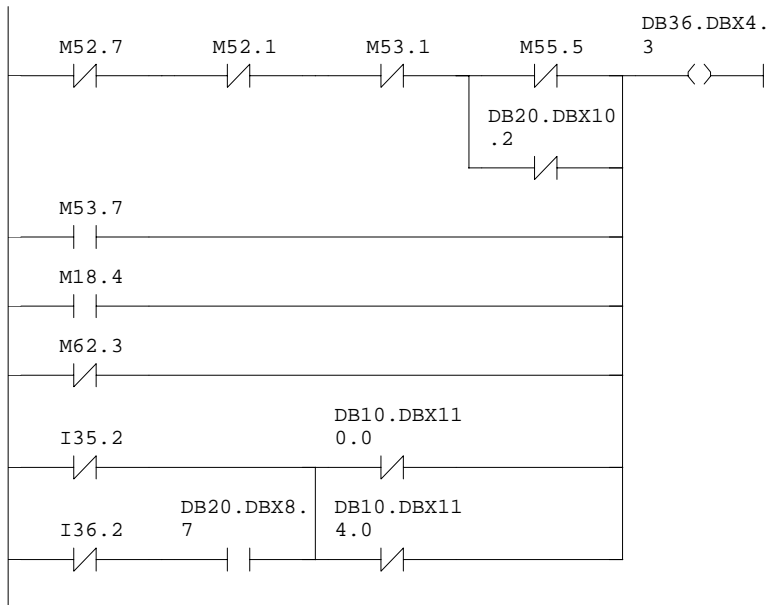 DB36.DBX4.
M52.7 M52.1 M53.1 M55.5 3
DB20.DBX10
.2
M53.7
M18.4
M62.3
DB10.DBX11
I35.2 0.0
DB20.DBX8. DB10.DBX11
I36.2 7 4.0